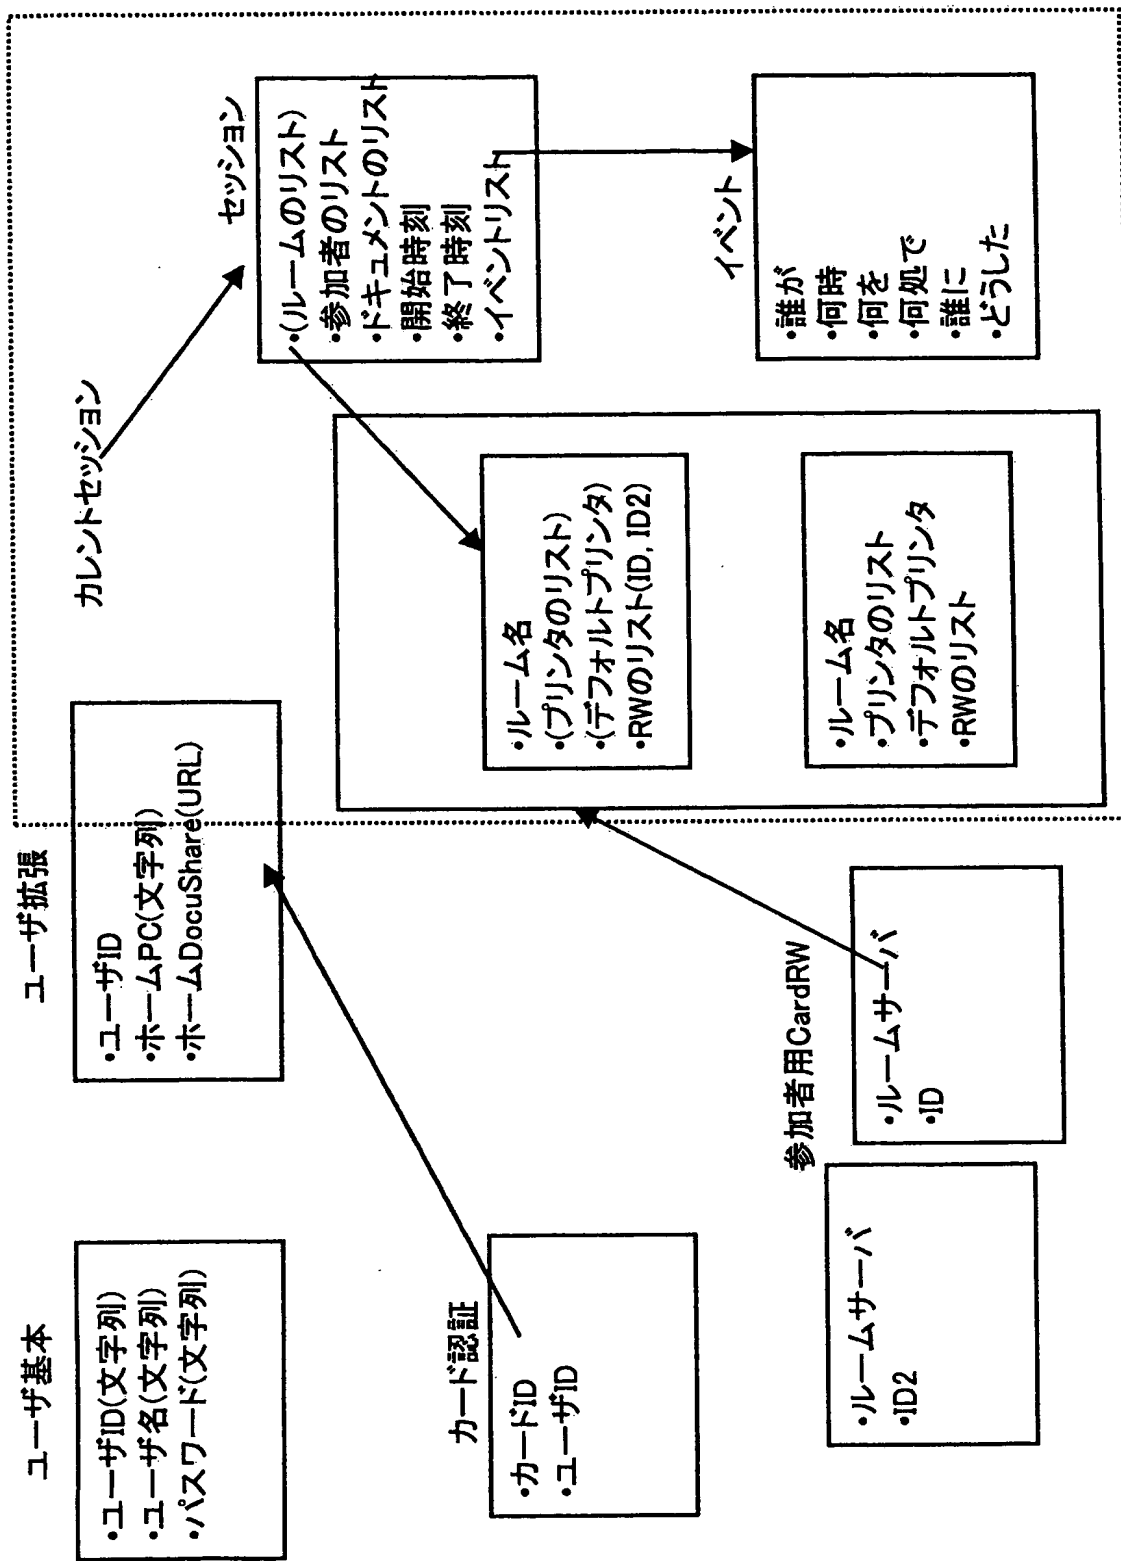 ユーザ基本
・ユーザID(文字列)
・ユーザ名(文字列)
・パスワード(文字列)
ユーザ拡張
・ユーザID
・ホームPC(文字列)
・ホームDocuShare(URL)
カレントセッション
セッション
・(ルームのリスト)
・参加者のリスト
・ドキュメントのリスト
・開始時刻
・終了時刻
・イベントリスト
カード認証
・カードID
・ユーザID
・ルーム名
・(プリンタのリスト)
・(デフォルトプリンタ)
・RWのリスト(ID, ID2)
イベント
・誰が
・何時
・何を
・何処で
・誰に
・どうした
参加者用CardRW
・ルームサーバ
・ID2
・ルームサーバ
・ID
・ルーム名
・プリンタのリスト
・デフォルトプリンタ
・RWのリスト